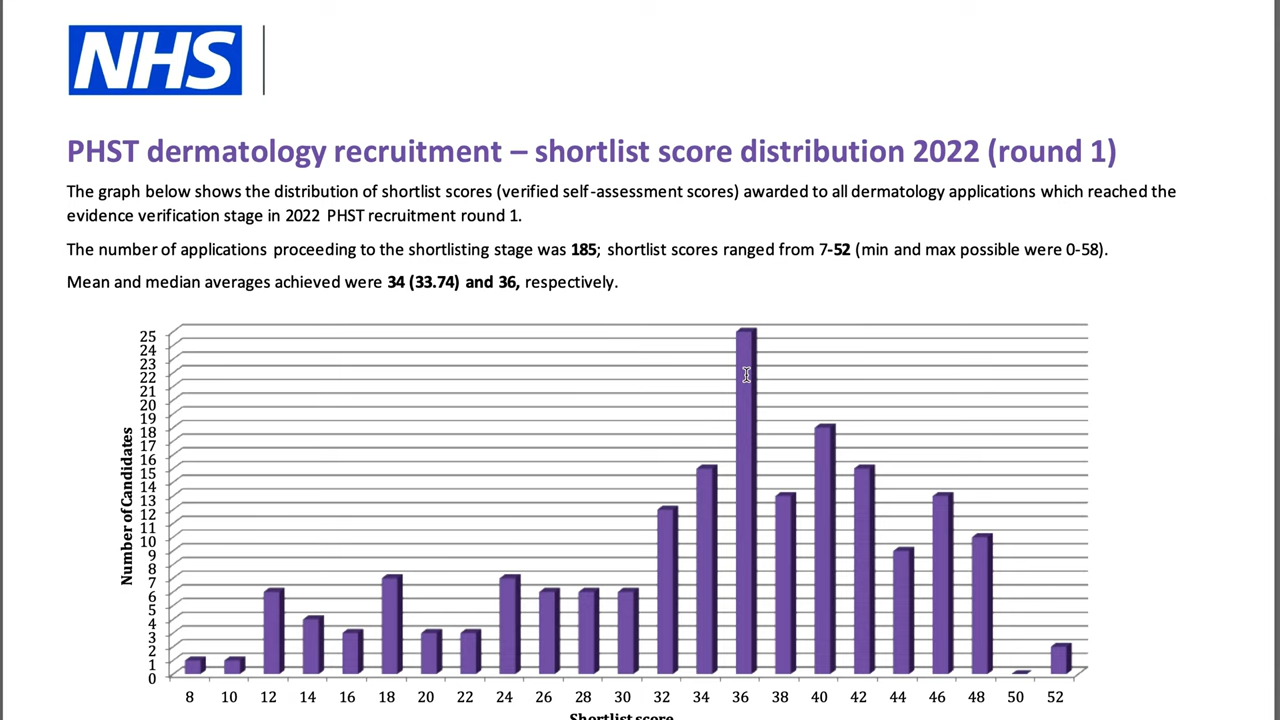 NHS
PHST dermatology recruitment – shortlist score distribution 2022 (round 1)
The graph below shows the distribution of shortlist scores (verified self-assessment scores) awarded to all dermatology applications which reached the
evidence verification stage in 2022 PHST recruitment round 1.
The number of applications proceeding to the shortlisting stage was 185; shortlist scores ranged from 7-52 (min and max possible were 0-58).
Mean and median averages achieved were 34 (33.74) and 36, respectively.
Number of Candidates
25
24
23
22
21
20
19
18
17
16
15
14
13
12
11
10
9
8
7
6
5
4
3
2
1
0
8 10 12 14 16 18 20 22 24 26 28 30 32 34 36 38 40 42 44 46 48 50 52
Shortlist score